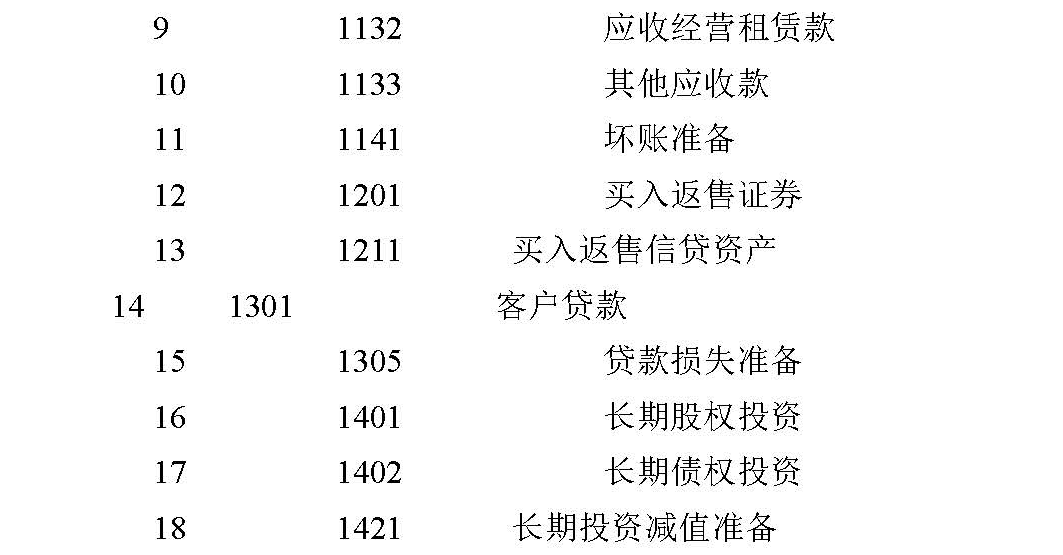 9 1132 应收经营租赁款
10 1133 其他应收款
11 1141 坏账准备
12 1201 买入返售证券
13 1211 买入返售信贷资产
14 1301 客户贷款
15 1305 贷款损失准备
16 1401 长期股权投资
17 1402 长期债权投资
18 1421 长期投资减值准备